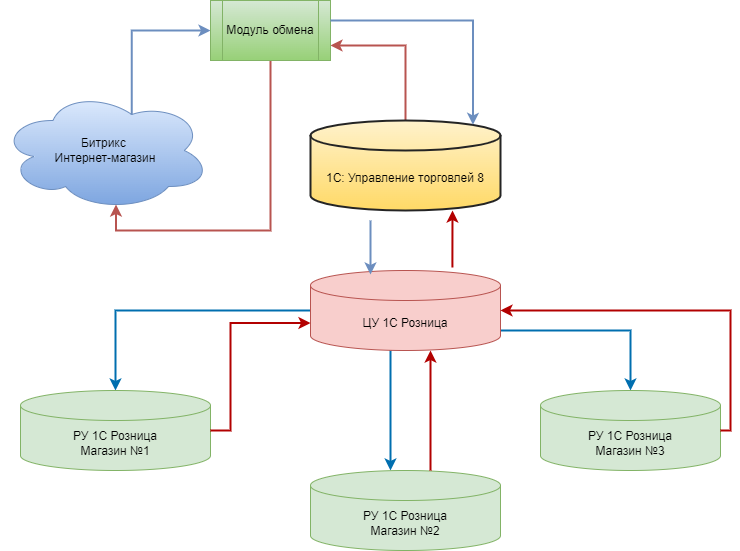 Модуль обмена
Битрикс
Интернет-магазин
1С: Управление торговлей 8
ЦУ 1С Розница
РУ 1С Розница
Магазин №1
РУ 1С Розница
Магазин №3
РУ 1С Розница
Магазин №2